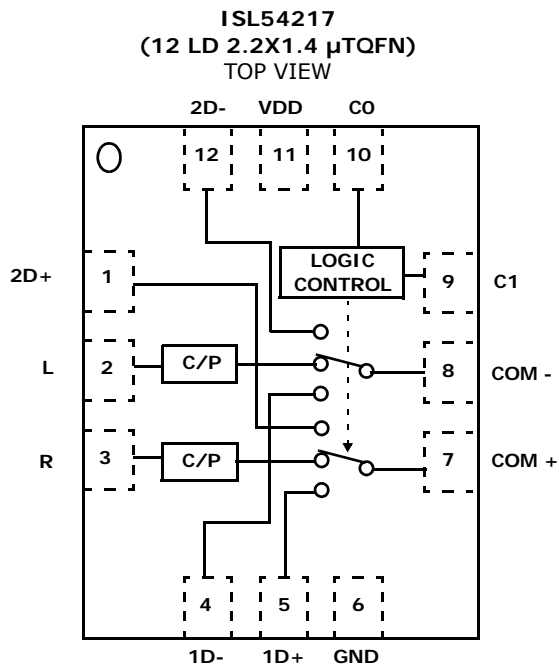 ISL54217
(12 LD 2.2X1.4 µTQFN)
TOP VIEW
2D- VDD C0
12 11 10
LOGIC
CONTROL
9 C1
2D+ 1
L 2 C/P
8 COM -
R 3 C/P
7 COM +
4 5 6
1D- 1D+ GND